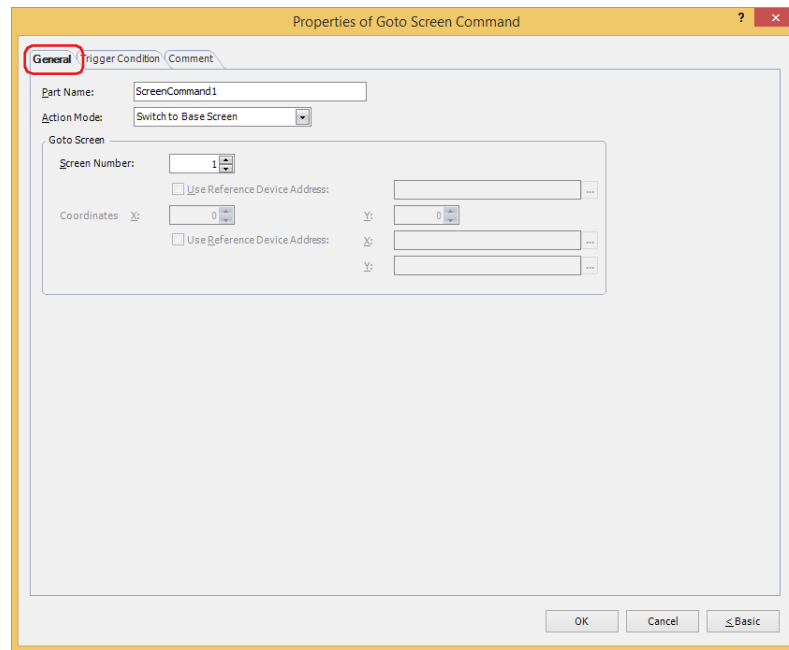 Properties of Goto Screen Command ? ×
General Trigger Condition Comment
Part Name: ScreenCommand1
Action Mode: Switch to Base Screen
Goto Screen
Screen Number: 1
Use Reference Device Address: ...
Coordinates X: 0 Y: 0
Use Reference Device Address: X: ...
Y: ...
OK Cancel < Basic